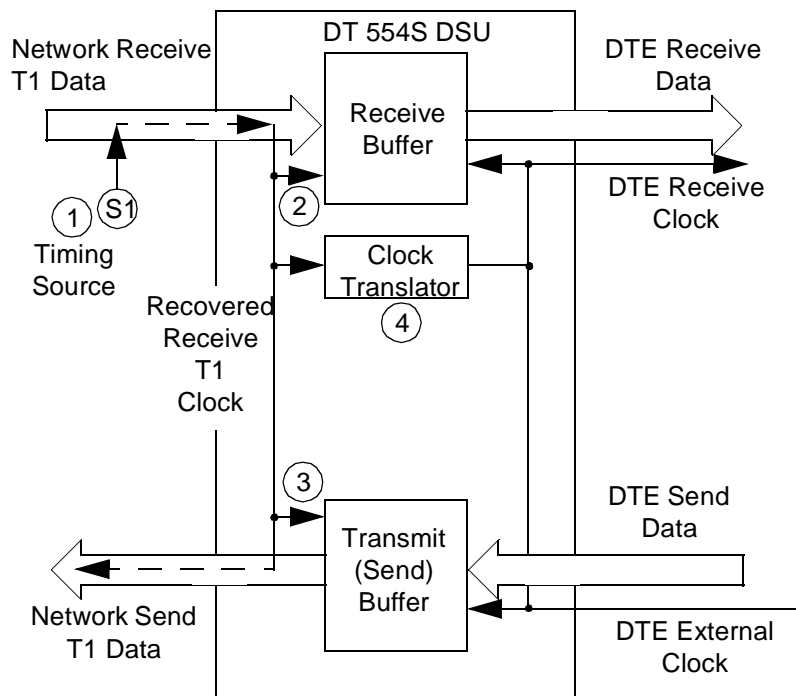 DT 554S DSU
Network Receive
T1 Data
DTE Receive
Data
Receive
Buffer
1
S1
2
DTE Receive
Clock
Timing
Source
Clock
Translator
4
Recovered
Receive
T1
Clock
3
DTE Send
Data
Transmit
(Send)
Buffer
Network Send
T1 Data
DTE External
Clock